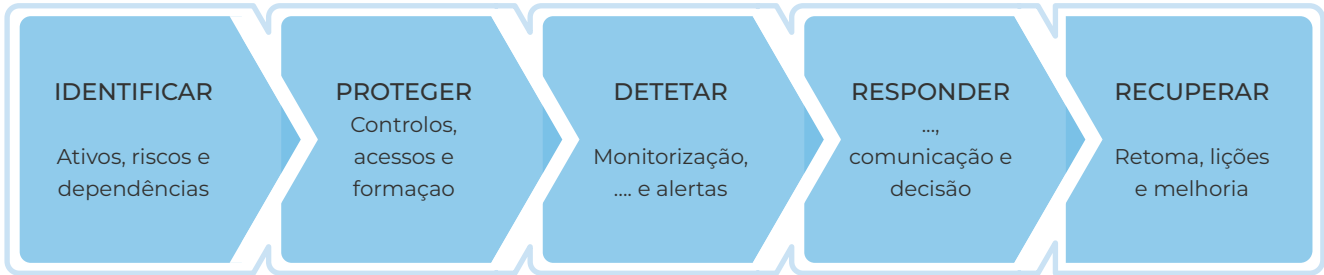 IDENTIFICAR
Ativos, riscos e
dependências
PROTEGER
Controlos,
acessos e
formaçao
DETETAR
Monitorização,
.... e alertas
RESPONDER
...,
comunicação e
decisão
RECUPERAR
Retoma, lições
e melhoria